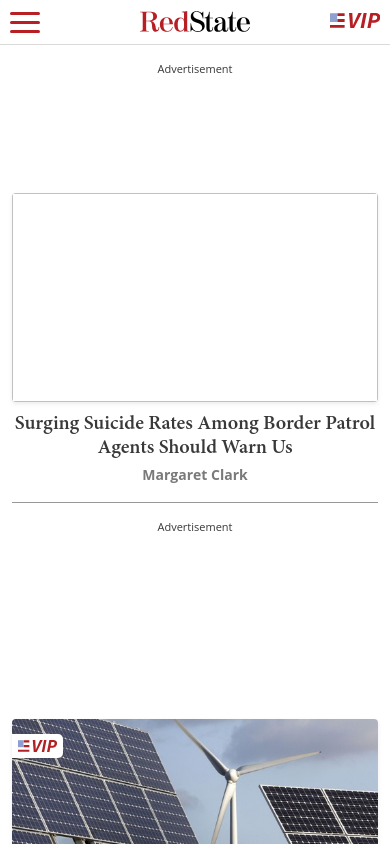 RedState
VIP
Advertisement
Surging Suicide Rates Among Border Patrol
Agents Should Warn Us
Margaret Clark
Advertisement
VIP